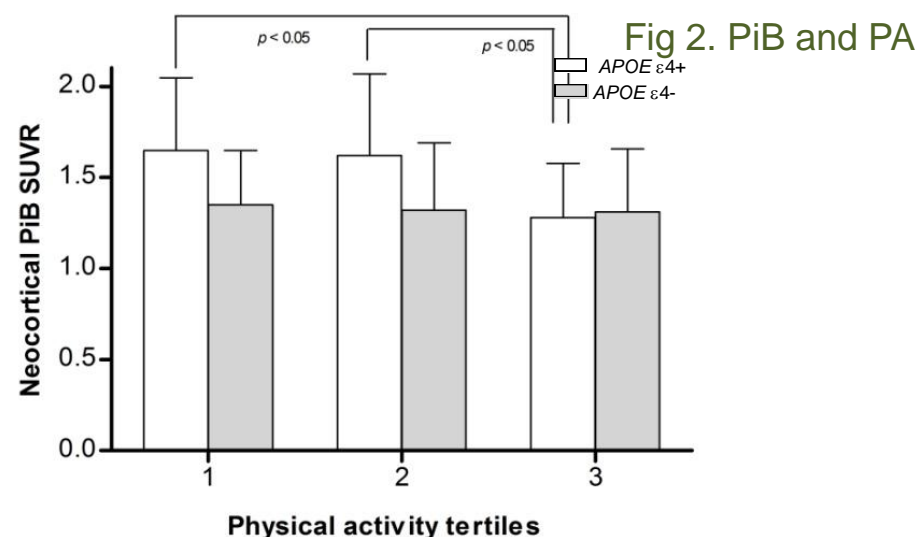 Fig 2. PiB and PA
p < 0.05
p < 0.05
APOE ε4+
APOE ε4-
Neocortical PiB SUVR
2.0
1.5
1.0
0.5
0.0
1 2 3
Physical activity tertiles